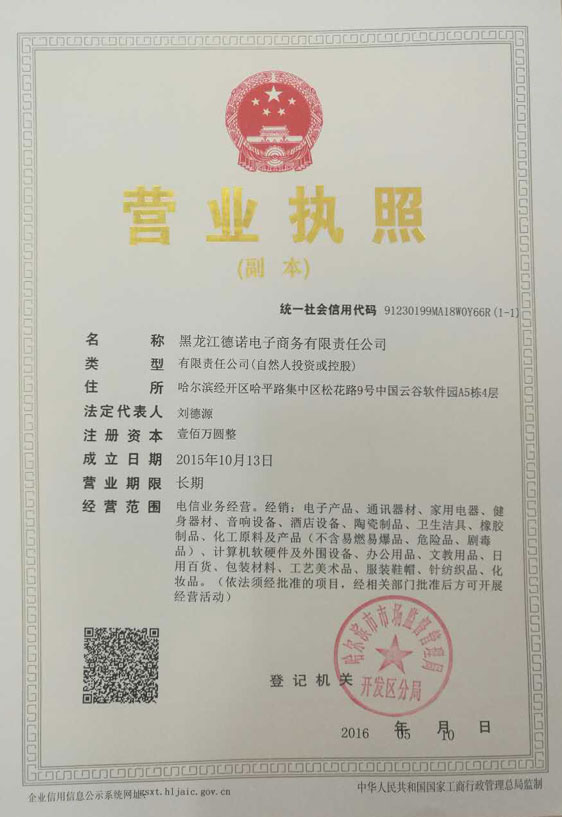 营业执照
(副 本)
统一社会信用代码 91230199MA18W0Y66R(1-1)
名称 黑龙江德诺电子商务有限责任公司
类型 有限责任公司(自然人投资或控股)
住所 哈尔滨经开区哈平路集中区松花路9号中国云谷软件园A5栋4层
法定代表人 刘德源
注册资本 壹佰万圆整
成立日期 2015年10月13日
营业期限 长期
经营范围 电信业务经营。经销：电子产品、通讯器材、家用电器、健
身器材、音响设备、酒店设备、陶瓷制品、卫生洁具、橡胶
制品、化工原料及产品（不含易燃易爆品、危险品、剧毒
品）、计算机软硬件及外围设备、办公用品、文教用品、日
用百货、包装材料、工艺美术品、服装鞋帽、针纺织品、化
妆品。（依法须经批准的项目，经相关部门批准后方可开展
经营活动）
哈尔滨市市场监督管理局
开发区分局
登记机关
2016年05月10日
企业信用信息公示系统网址：gsxt.hljaic.gov.cn
中华人民共和国国家工商行政管理总局监制